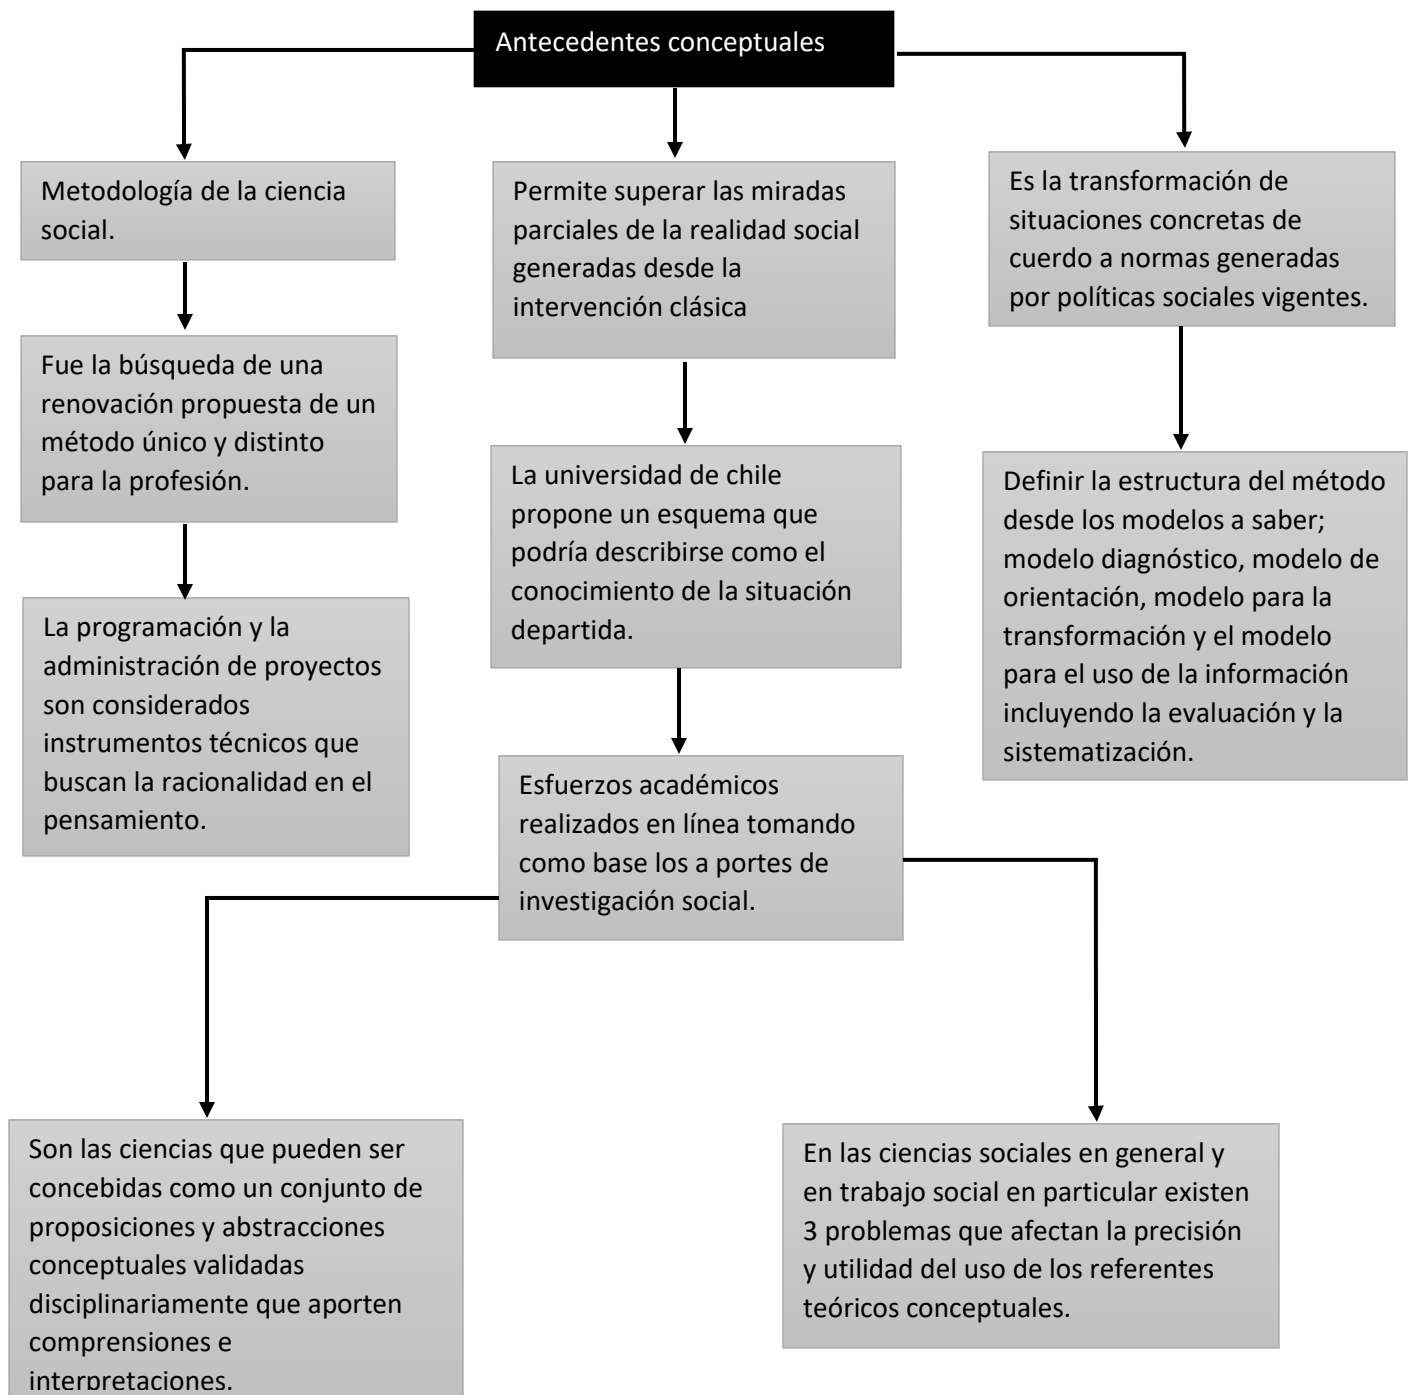 Antecedentes conceptuales
Metodología de la ciencia
social.
Fue la búsqueda de una
renovación propuesta de un
método único y distinto
para la profesión.
La programación y la
administración de proyectos
son considerados
instrumentos técnicos que
buscan la racionalidad en el
pensamiento.
Permite superar las miradas
parciales de la realidad social
generadas desde la
intervención clásica
La universidad de chile
propone un esquema que
podría describirse como el
conocimiento de la situación
departida.
Esfuerzos académicos
realizados en línea tomando
como base los a portes de
investigación social.
Es la transformación de
situaciones concretas de
cuerdo a normas generadas
por políticas sociales vigentes.
Definir la estructura del método
desde los modelos a saber;
modelo diagnóstico, modelo de
orientación, modelo para la
transformación y el modelo
para el uso de la información
incluyendo la evaluación y la
sistematización.
Son las ciencias que pueden ser
concebidas como un conjunto de
proposiciones y abstracciones
conceptuales validadas
disciplinariamente que aporten
comprensiones e
interpretaciones.
En las ciencias sociales en general y
en trabajo social en particular existen
3 problemas que afectan la precisión
y utilidad del uso de los referentes
teóricos conceptuales.